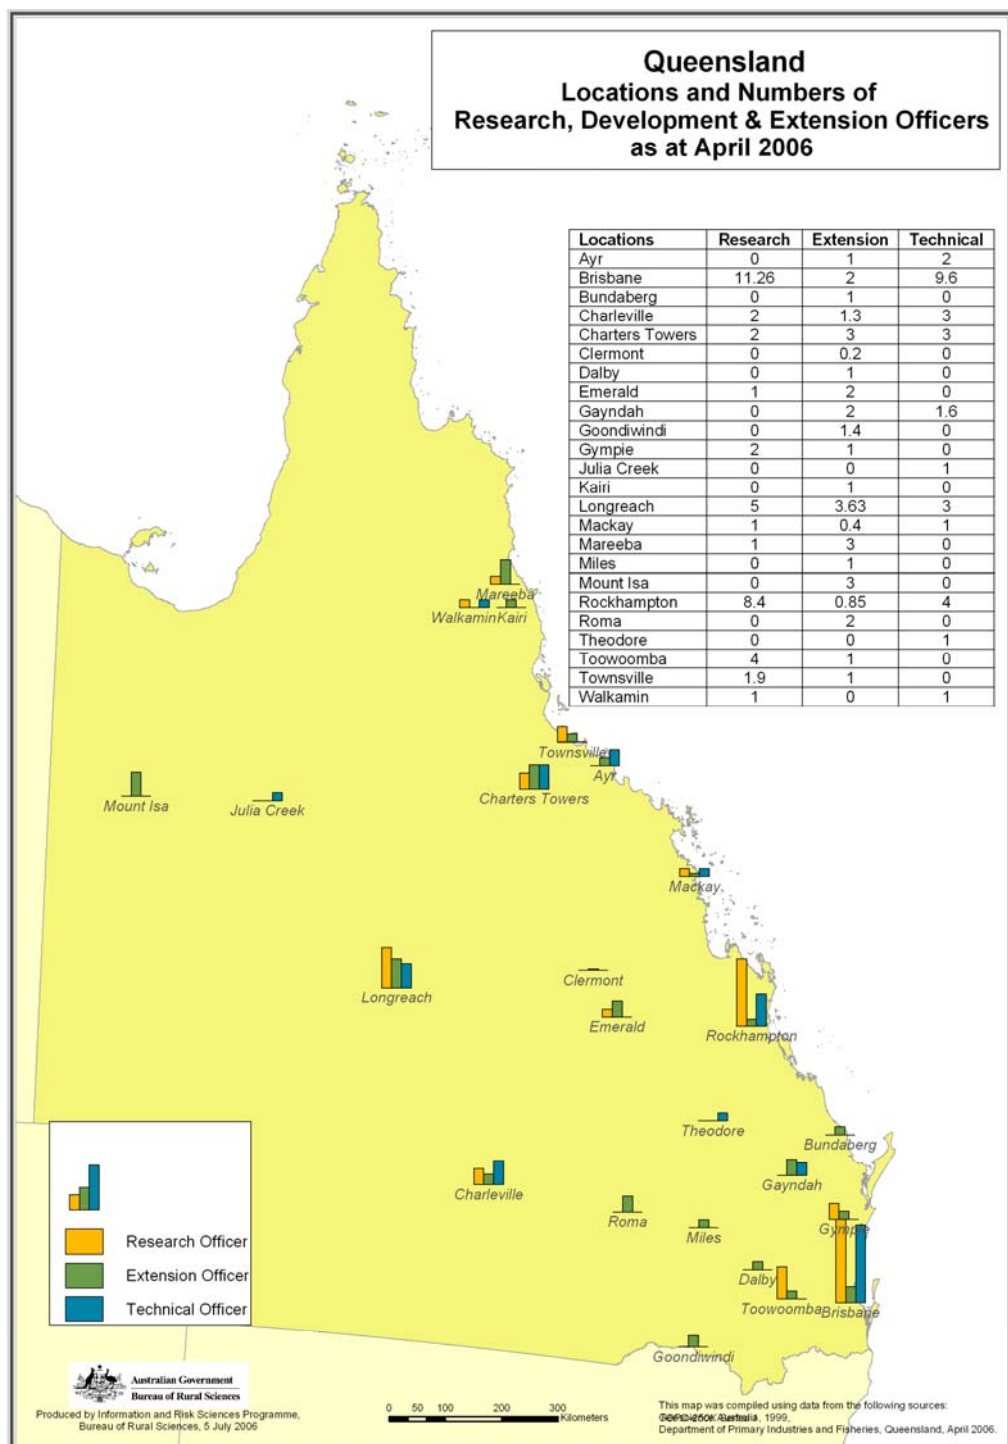 Queensland
Locations and Numbers of
Research, Development & Extension Officers
as at April 2006
Locations Research Extension Technical
Ayr 0 1 2
Brisbane 11.26 2 9.6
Bundaberg 0 1 0
Charleville 2 1.3 3
Charters Towers 2 3 3
Clermont 0 0.2 0
Dalby 0 1 0
Emerald 1 2 0
Gayndah 0 2 1.6
Goondiwindi 0 1.4 0
Gympie 2 1 0
Julia Creek 0 0 1
Kairi 0 1 0
Longreach 5 3.63 3
Mackay 1 0.4 1
Mareeba 1 3 0
Miles 0 1 0
Mount Isa 0 3 0
Rockhampton 8.4 0.85 4
Roma 0 2 0
Theodore 0 0 1
Toowoomba 4 1 0
Townsville 1.9 1 0
Walkamin 1 0 1
Mareeba
Walkamin Kairi
Townsville
Ayr
Charters Towers
Mount Isa
Julia Creek
Mackay
Longreach
Clermont
Emerald
Rockhampton
Theodore
Bundaberg
Gayndah
Charleville
Roma
Miles
Gympie
Dalby
Toowoomba
Brisbane
Goondiwindi
Research Officer
Extension Officer
Technical Officer
Australian Government
Bureau of Rural Sciences
Produced by Information and Risk Sciences Programme,
Bureau of Rural Sciences, 5 July 2006
0 50 100 200 300
Kilometers
This map was compiled using data from the following sources:
1999,
Department of Primary Industries and Fisheries, Queensland, April 2006.